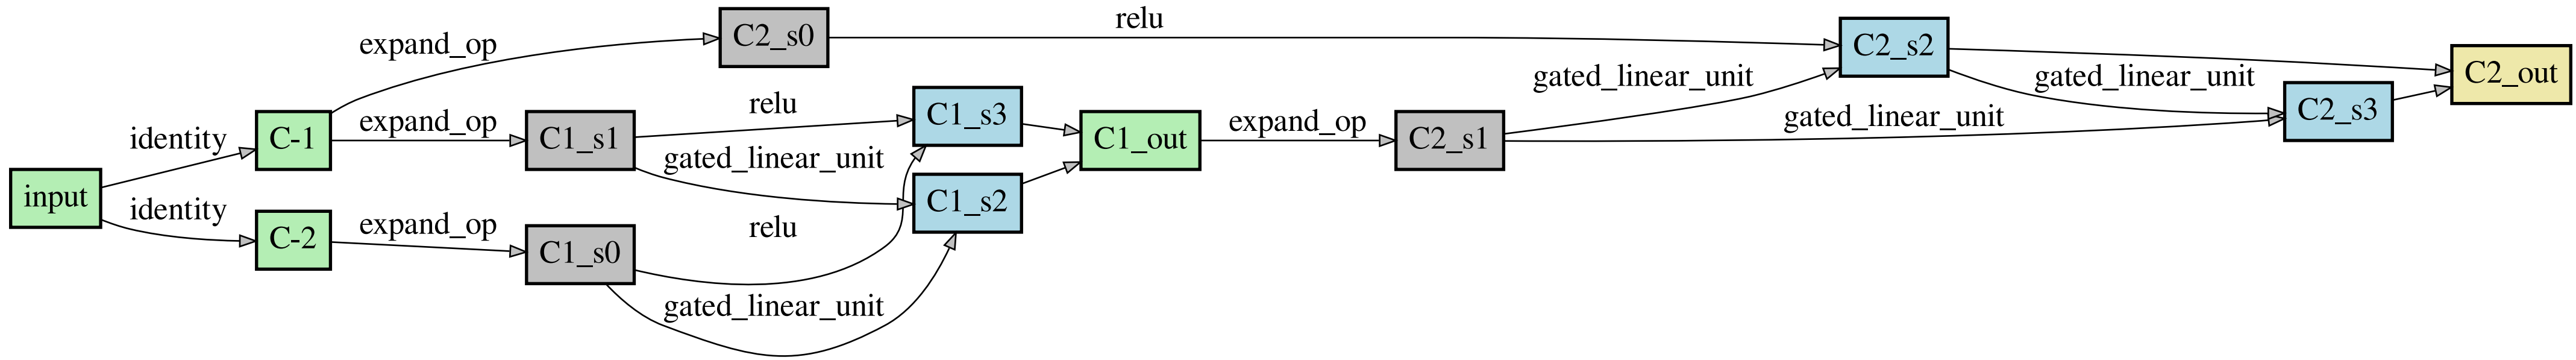 input
identity
identity
C-1
C-2
expand_op
expand_op
expand_op
C2_s0
C1_s1
C1_s0
relu
relu
gated_linear_unit
relu
gated_linear_unit
C1_s3
C1_s2
C1_out
expand_op
C2_s1
gated_linear_unit
gated_linear_unit
C2_s2
gated_linear_unit
C2_s3
C2_out